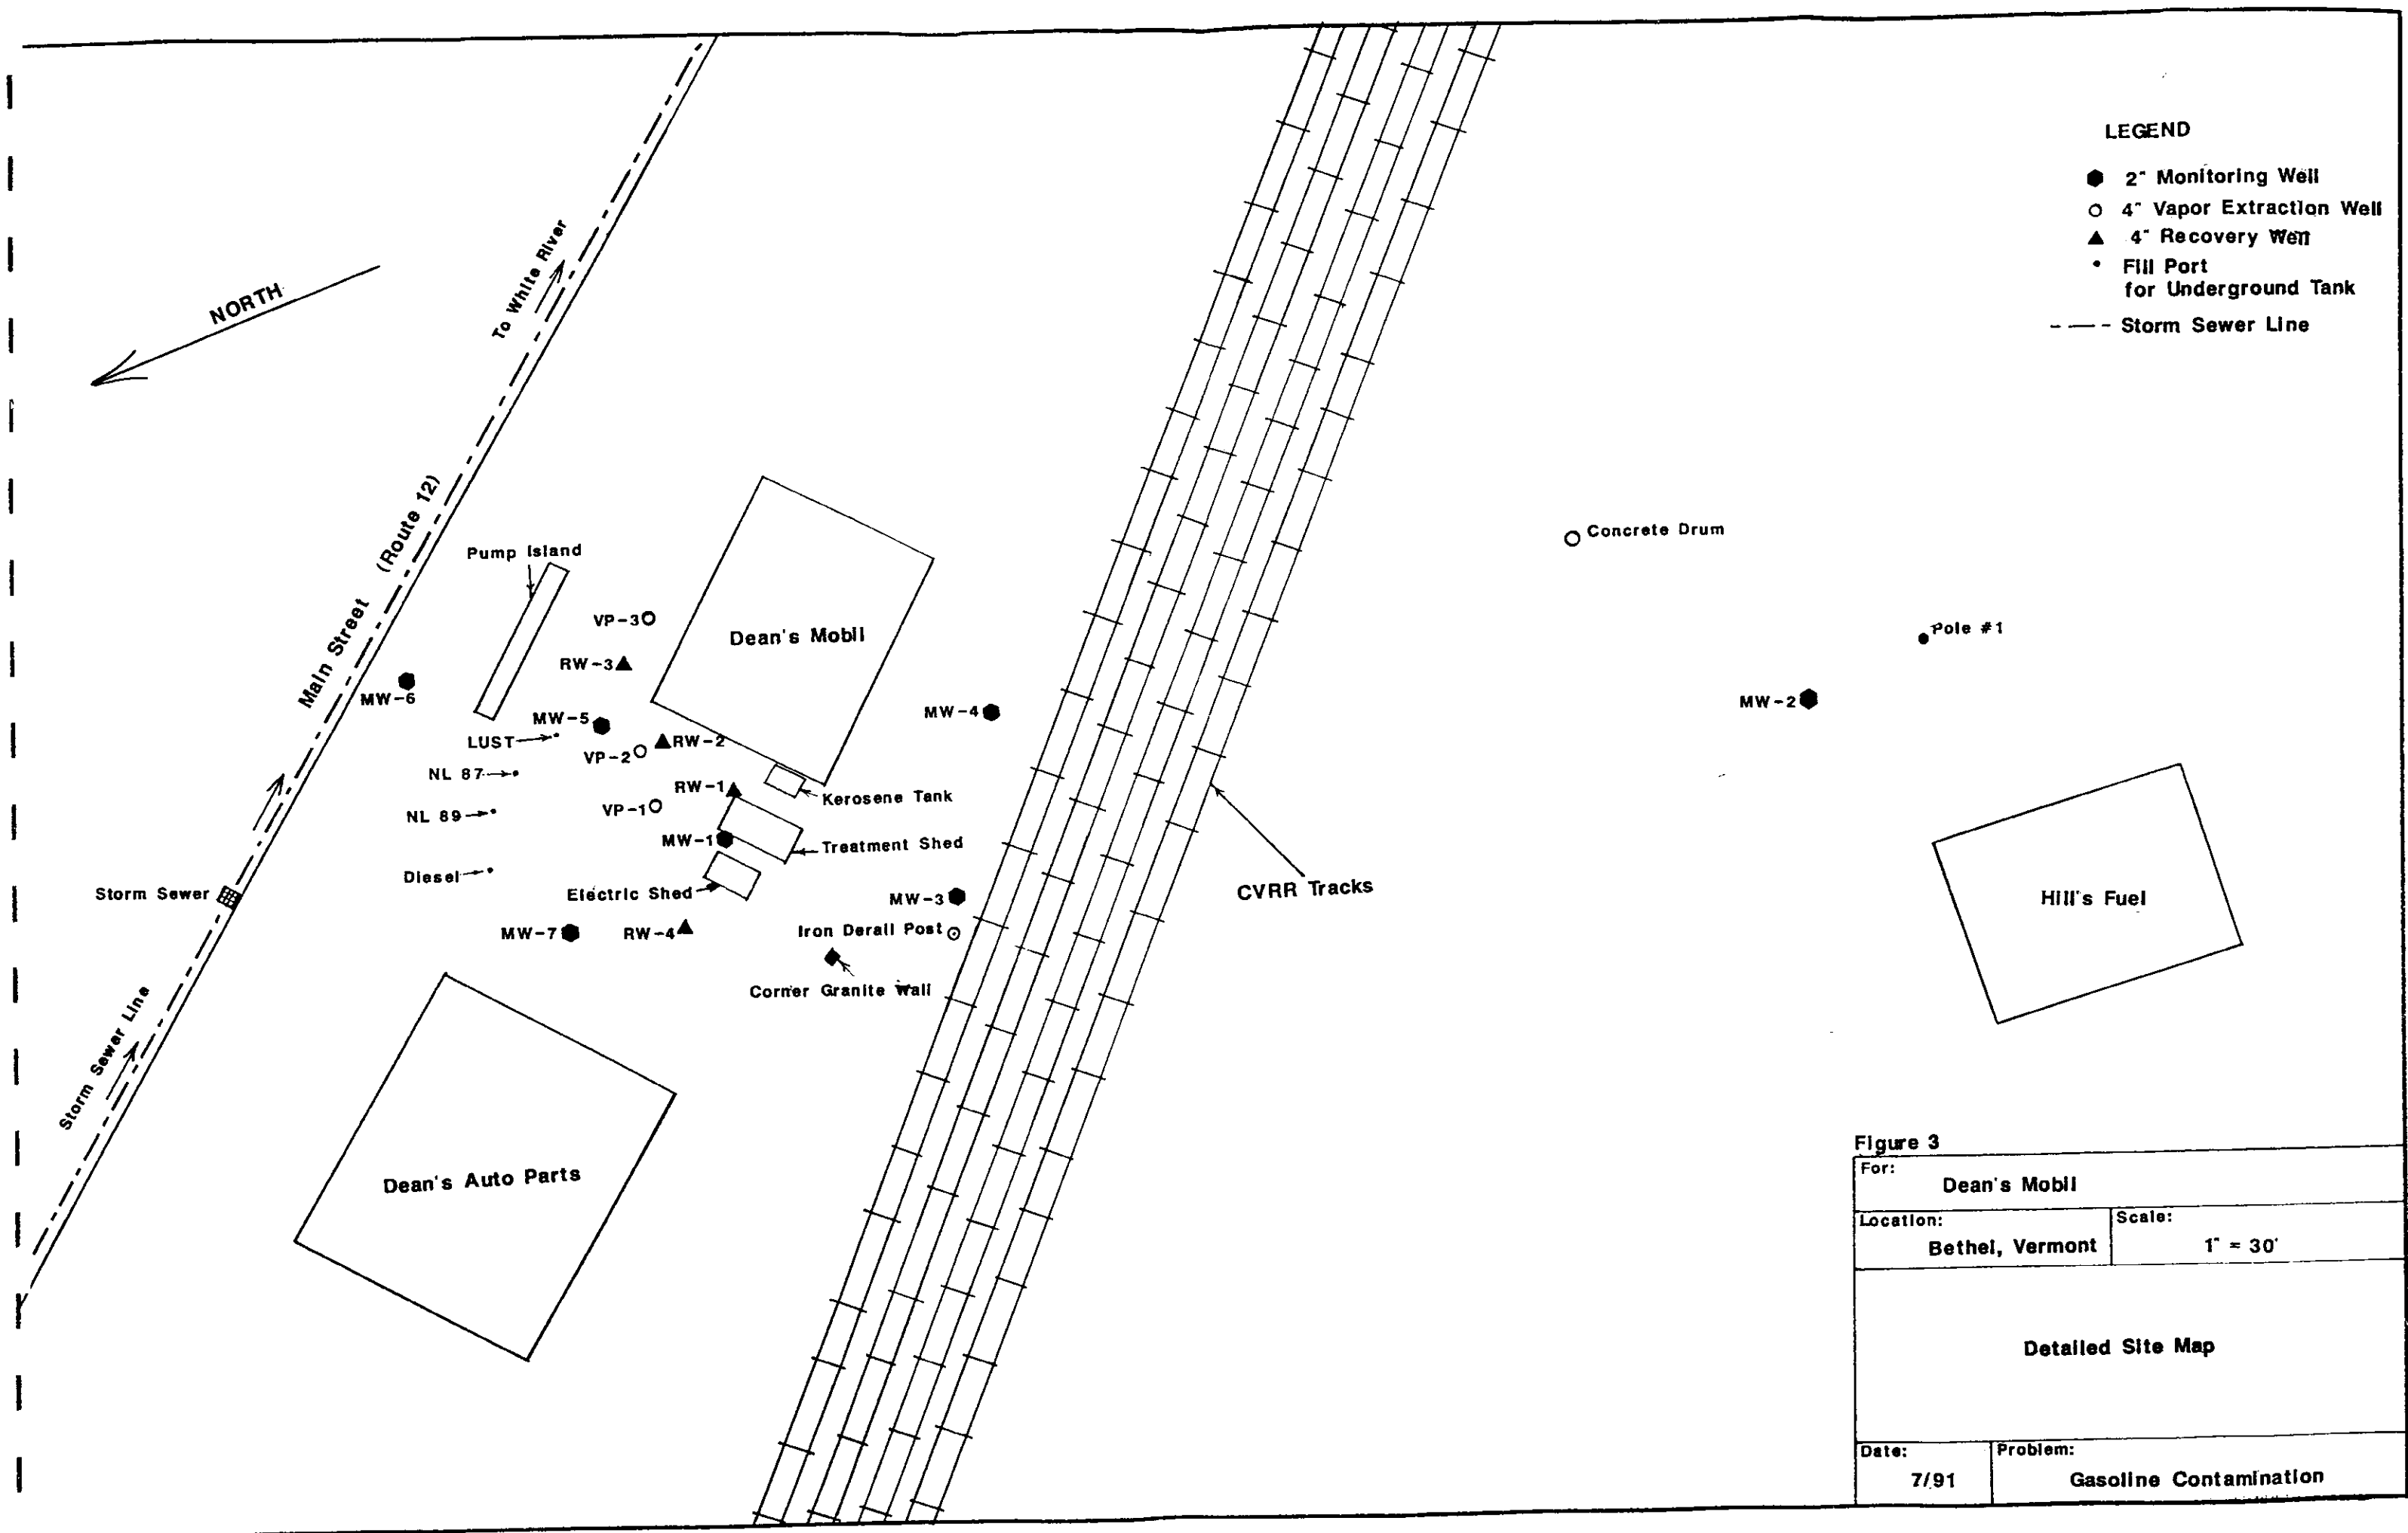 LEGEND
2" Monitoring Well
4" Vapor Extraction Well
4" Recovery Well
Fill Port
for Underground Tank
Storm Sewer Line
NORTH
To White River
Main Street (Route 12)
Pump Island
VP-3
RW-3
Dean's Mobil
MW-6
MW-5
LUST
VP-2
RW-2
MW-4
NL 87
RW-1
Kerosene Tank
NL 89
VP-1
MW-1
Treatment Shed
Diesel
Electric Shed
Storm Sewer
MW-3
MW-7
RW-4
Iron Derail Post
Corner Granite Wall
Storm Sewer Line
Dean's Auto Parts
CVRR Tracks
Concrete Drum
Pole #1
MW-2
Hill's Fuel
Figure 3
For:
Dean's Mobil
Location:
Bethel, Vermont
Scale:
1" = 30'
Detailed Site Map
Date:
7/91
Problem:
Gasoline Contamination